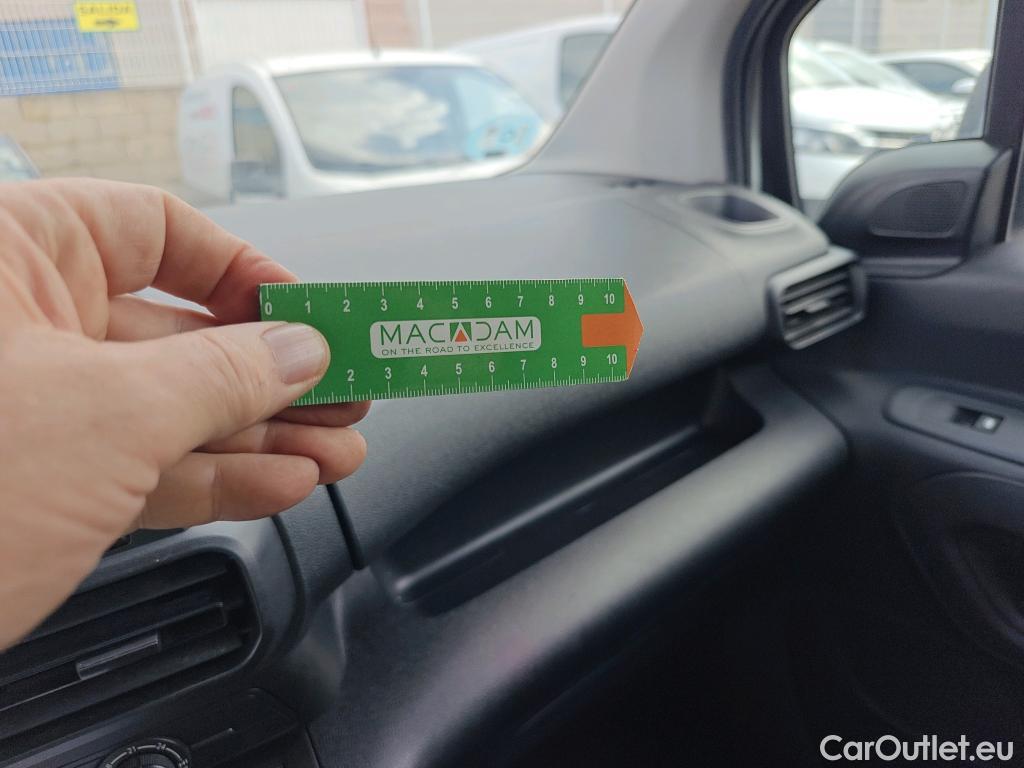 SALIDA
0 1 2 3 4 5 6 7 8 9 10
MACADAM
ON THE ROAD TO EXCELLENCE
2 3 4 5 6 7 8 9 10
CarOutlet.eu